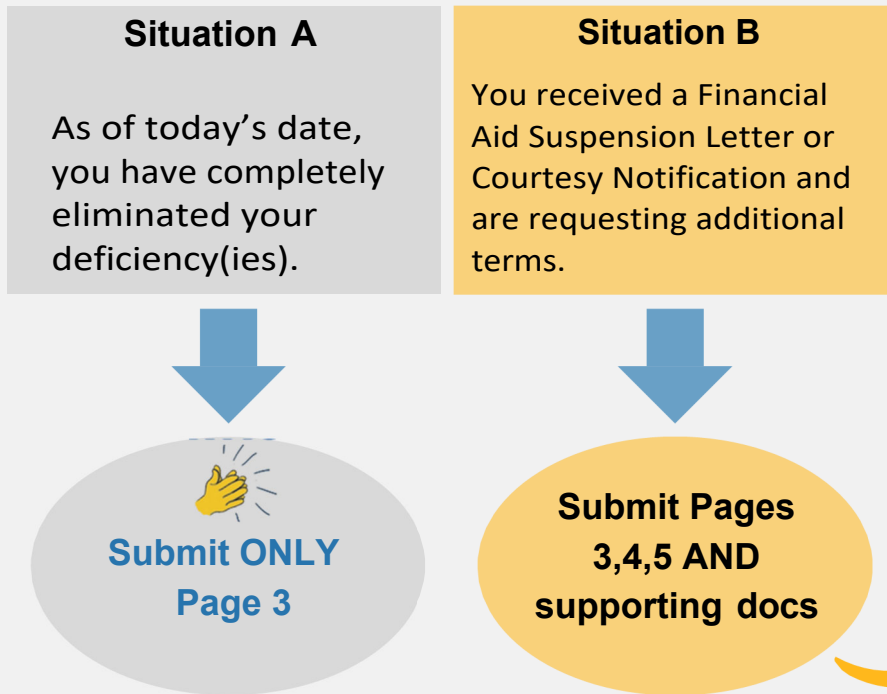 Situation A
As of today’s date,
you have completely
eliminated your
deficiency(ies).
Submit ONLY
Page 3
Situation B
You received a Financial
Aid Suspension Letter or
Courtesy Notification and
are requesting additional
terms.
Submit Pages
3,4,5 AND
supporting docs